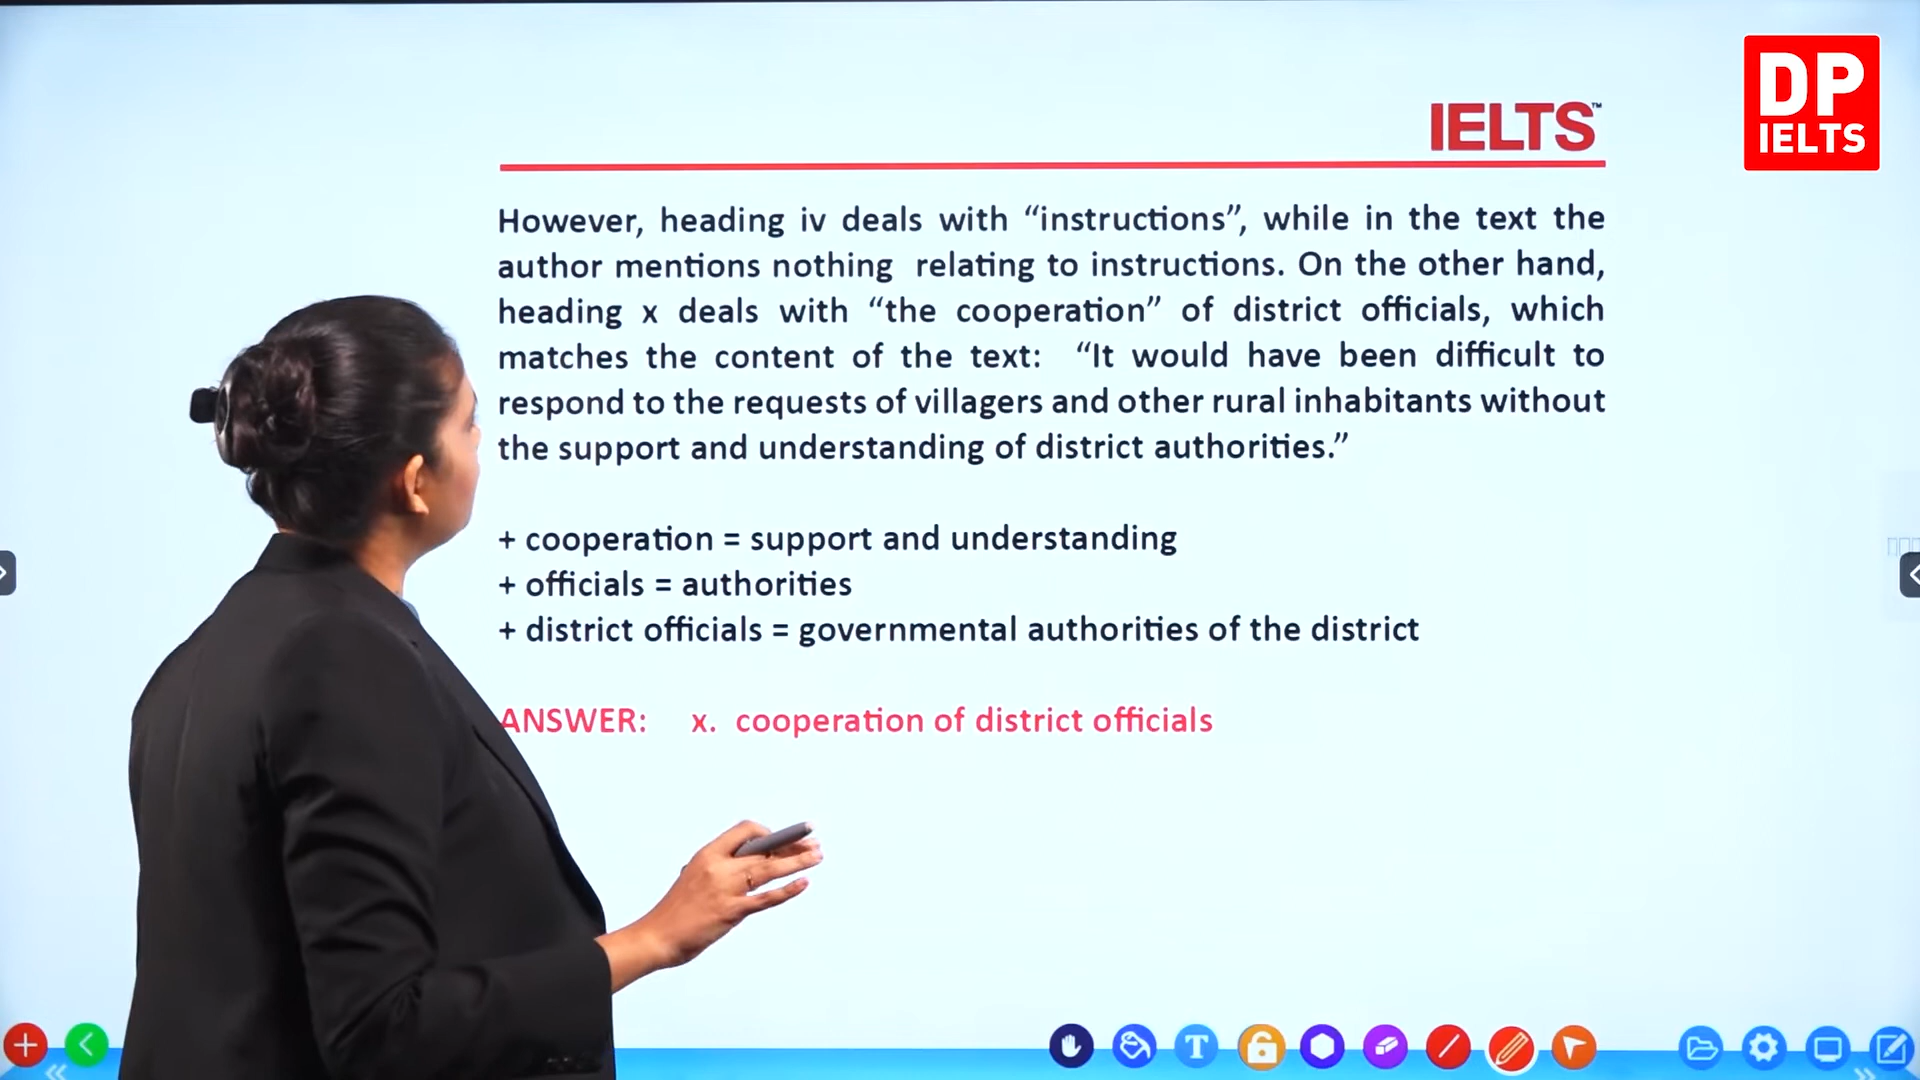 DP
IELTS
IELTS™
However, heading iv deals with “instructions”, while in the text the
author mentions nothing relating to instructions. On the other hand,
heading x deals with “the cooperation” of district officials, which
matches the content of the text: “It would have been difficult to
respond to the requests of villagers and other rural inhabitants without
the support and understanding of district authorities.”
+ cooperation = support and understanding
+ officials = authorities
+ district officials = governmental authorities of the district
ANSWER: x. cooperation of district officials
T